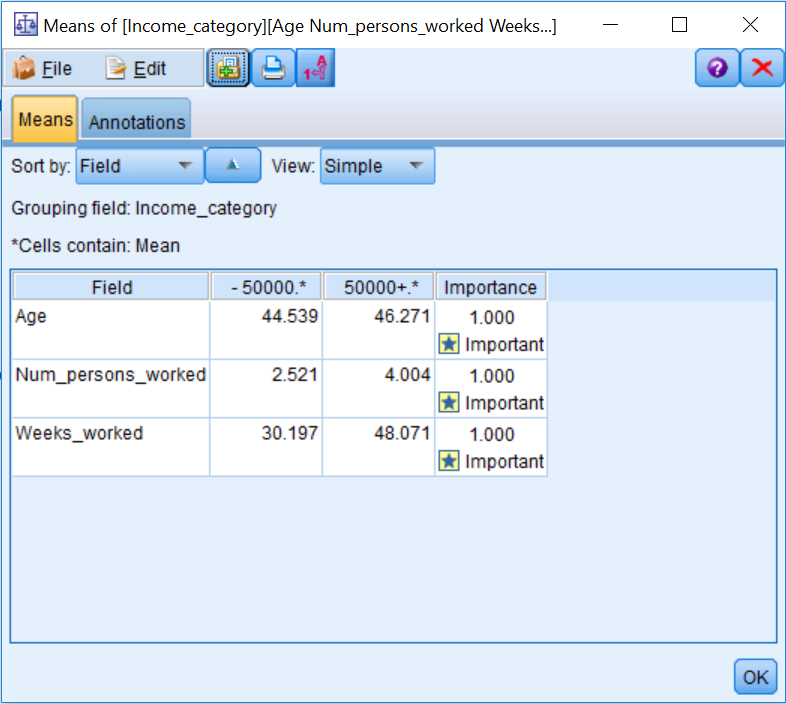 Means of [Income_category][Age Num_persons_worked Weeks...]
File Edit
Means Annotations
Sort by: Field View: Simple
Grouping field: Income_category
*Cells contain: Mean
Field - 50000.* 50000+.* Importance
Age 44.539 46.271 1.000
Important
Num_persons_worked 2.521 4.004 1.000
Important
Weeks_worked 30.197 48.071 1.000
Important
OK